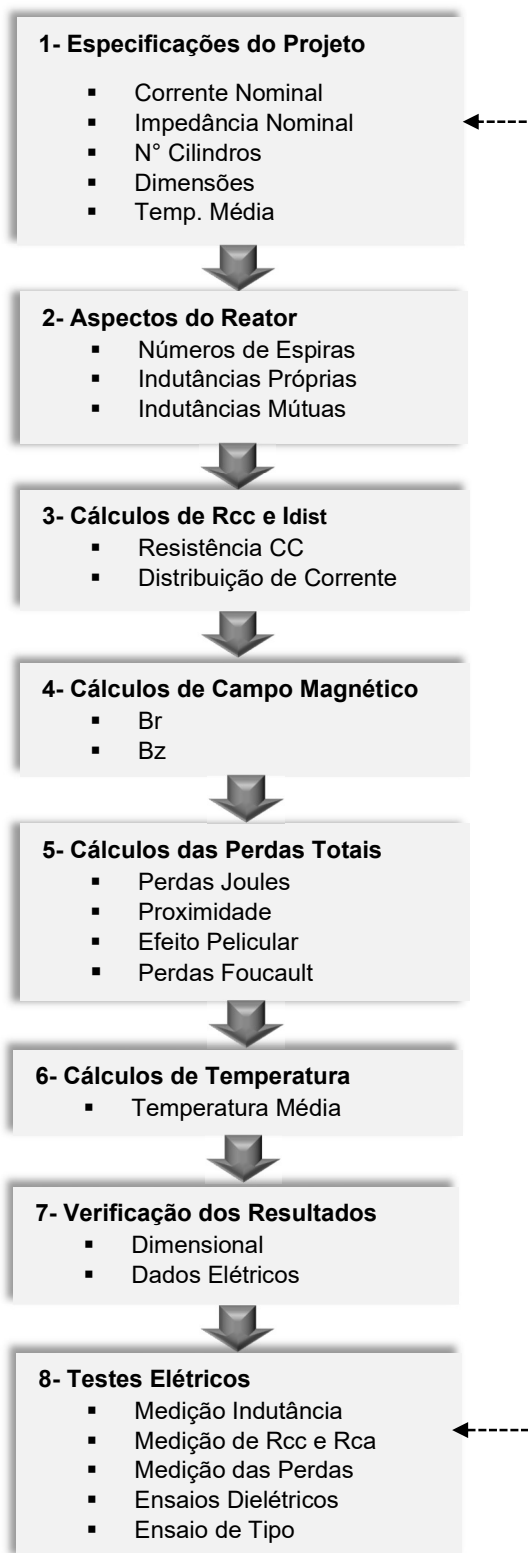 1- Especificações do Projeto
▪ Corrente Nominal
▪ Impedância Nominal
▪ N° Cilindros
▪ Dimensões
▪ Temp. Média
2- Aspectos do Reator
▪ Números de Espiras
▪ Indutâncias Próprias
▪ Indutâncias Mútuas
3- Cálculos de Rcc e Idist
▪ Resistência CC
▪ Distribuição de Corrente
4- Cálculos de Campo Magnético
▪ Br
▪ Bz
5- Cálculos das Perdas Totais
▪ Perdas Joules
▪ Proximidade
▪ Efeito Pelicular
▪ Perdas Foucault
6- Cálculos de Temperatura
▪ Temperatura Média
7- Verificação dos Resultados
▪ Dimensional
▪ Dados Elétricos
8- Testes Elétricos
▪ Medição Indutância
▪ Medição de Rcc e Rca
▪ Medição das Perdas
▪ Ensaios Dielétricos
▪ Ensaio de Tipo